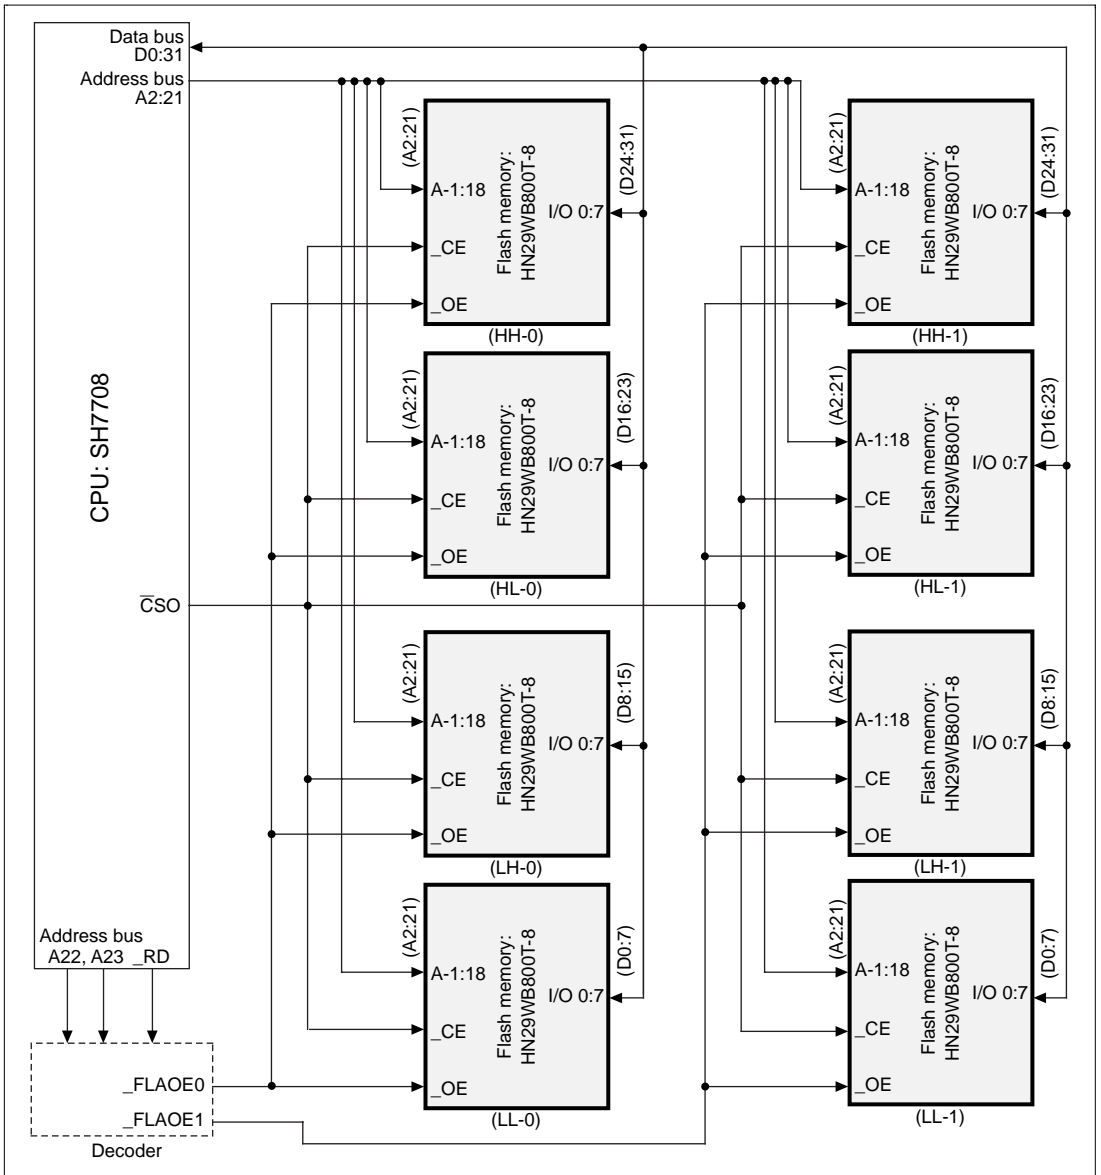 Data bus
D0:31
Address bus
A2:21
CPU: SH7708
C̅SO
Address bus
A22, A23 _RD
_FLAOE0
_FLAOE1
Decoder
(A2:21)
A-1:18
_CE
_OE
Flash memory:
HN29WB800T-8
I/O 0:7
(D24:31)
(HH-0)
(A2:21)
A-1:18
_CE
_OE
Flash memory:
HN29WB800T-8
I/O 0:7
(D24:31)
(HH-1)
(A2:21)
A-1:18
_CE
_OE
Flash memory:
HN29WB800T-8
I/O 0:7
(D16:23)
(HL-0)
(A2:21)
A-1:18
_CE
_OE
Flash memory:
HN29WB800T-8
I/O 0:7
(D16:23)
(HL-1)
(A2:21)
A-1:18
_CE
_OE
Flash memory:
HN29WB800T-8
I/O 0:7
(D8:15)
(LH-0)
(A2:21)
A-1:18
_CE
_OE
Flash memory:
HN29WB800T-8
I/O 0:7
(D8:15)
(LH-1)
(A2:21)
A-1:18
_CE
_OE
Flash memory:
HN29WB800T-8
I/O 0:7
(D0:7)
(LL-0)
(A2:21)
A-1:18
_CE
_OE
Flash memory:
HN29WB800T-8
I/O 0:7
(D0:7)
(LL-1)